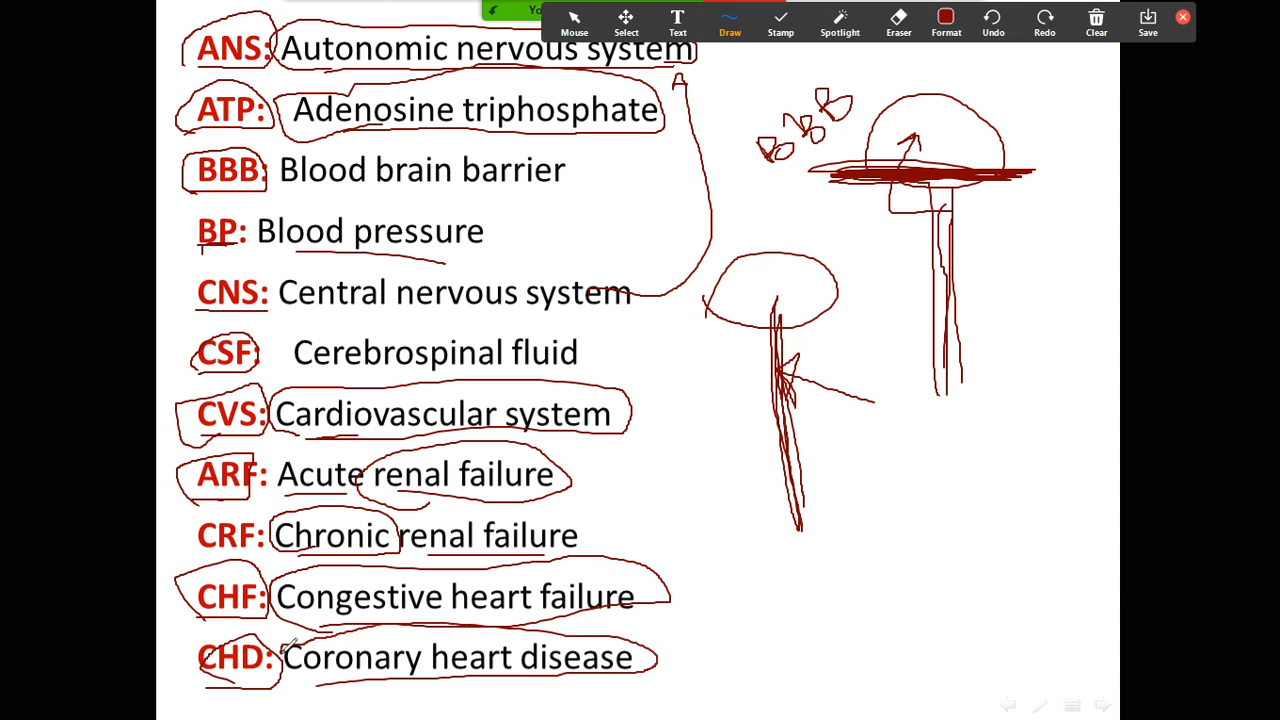 Yo
Mouse Select Text Draw Stamp Spotlight Eraser Format Undo Redo Clear Save
ANS: Autonomic nervous system
ATP: Adenosine triphosphate
BBB: Blood brain barrier
BP: Blood pressure
CNS: Central nervous system
CSF: Cerebrospinal fluid
CVS: Cardiovascular system
ARF: Acute renal failure
CRF: Chronic renal failure
CHF: Congestive heart failure
CHD: Coronary heart disease